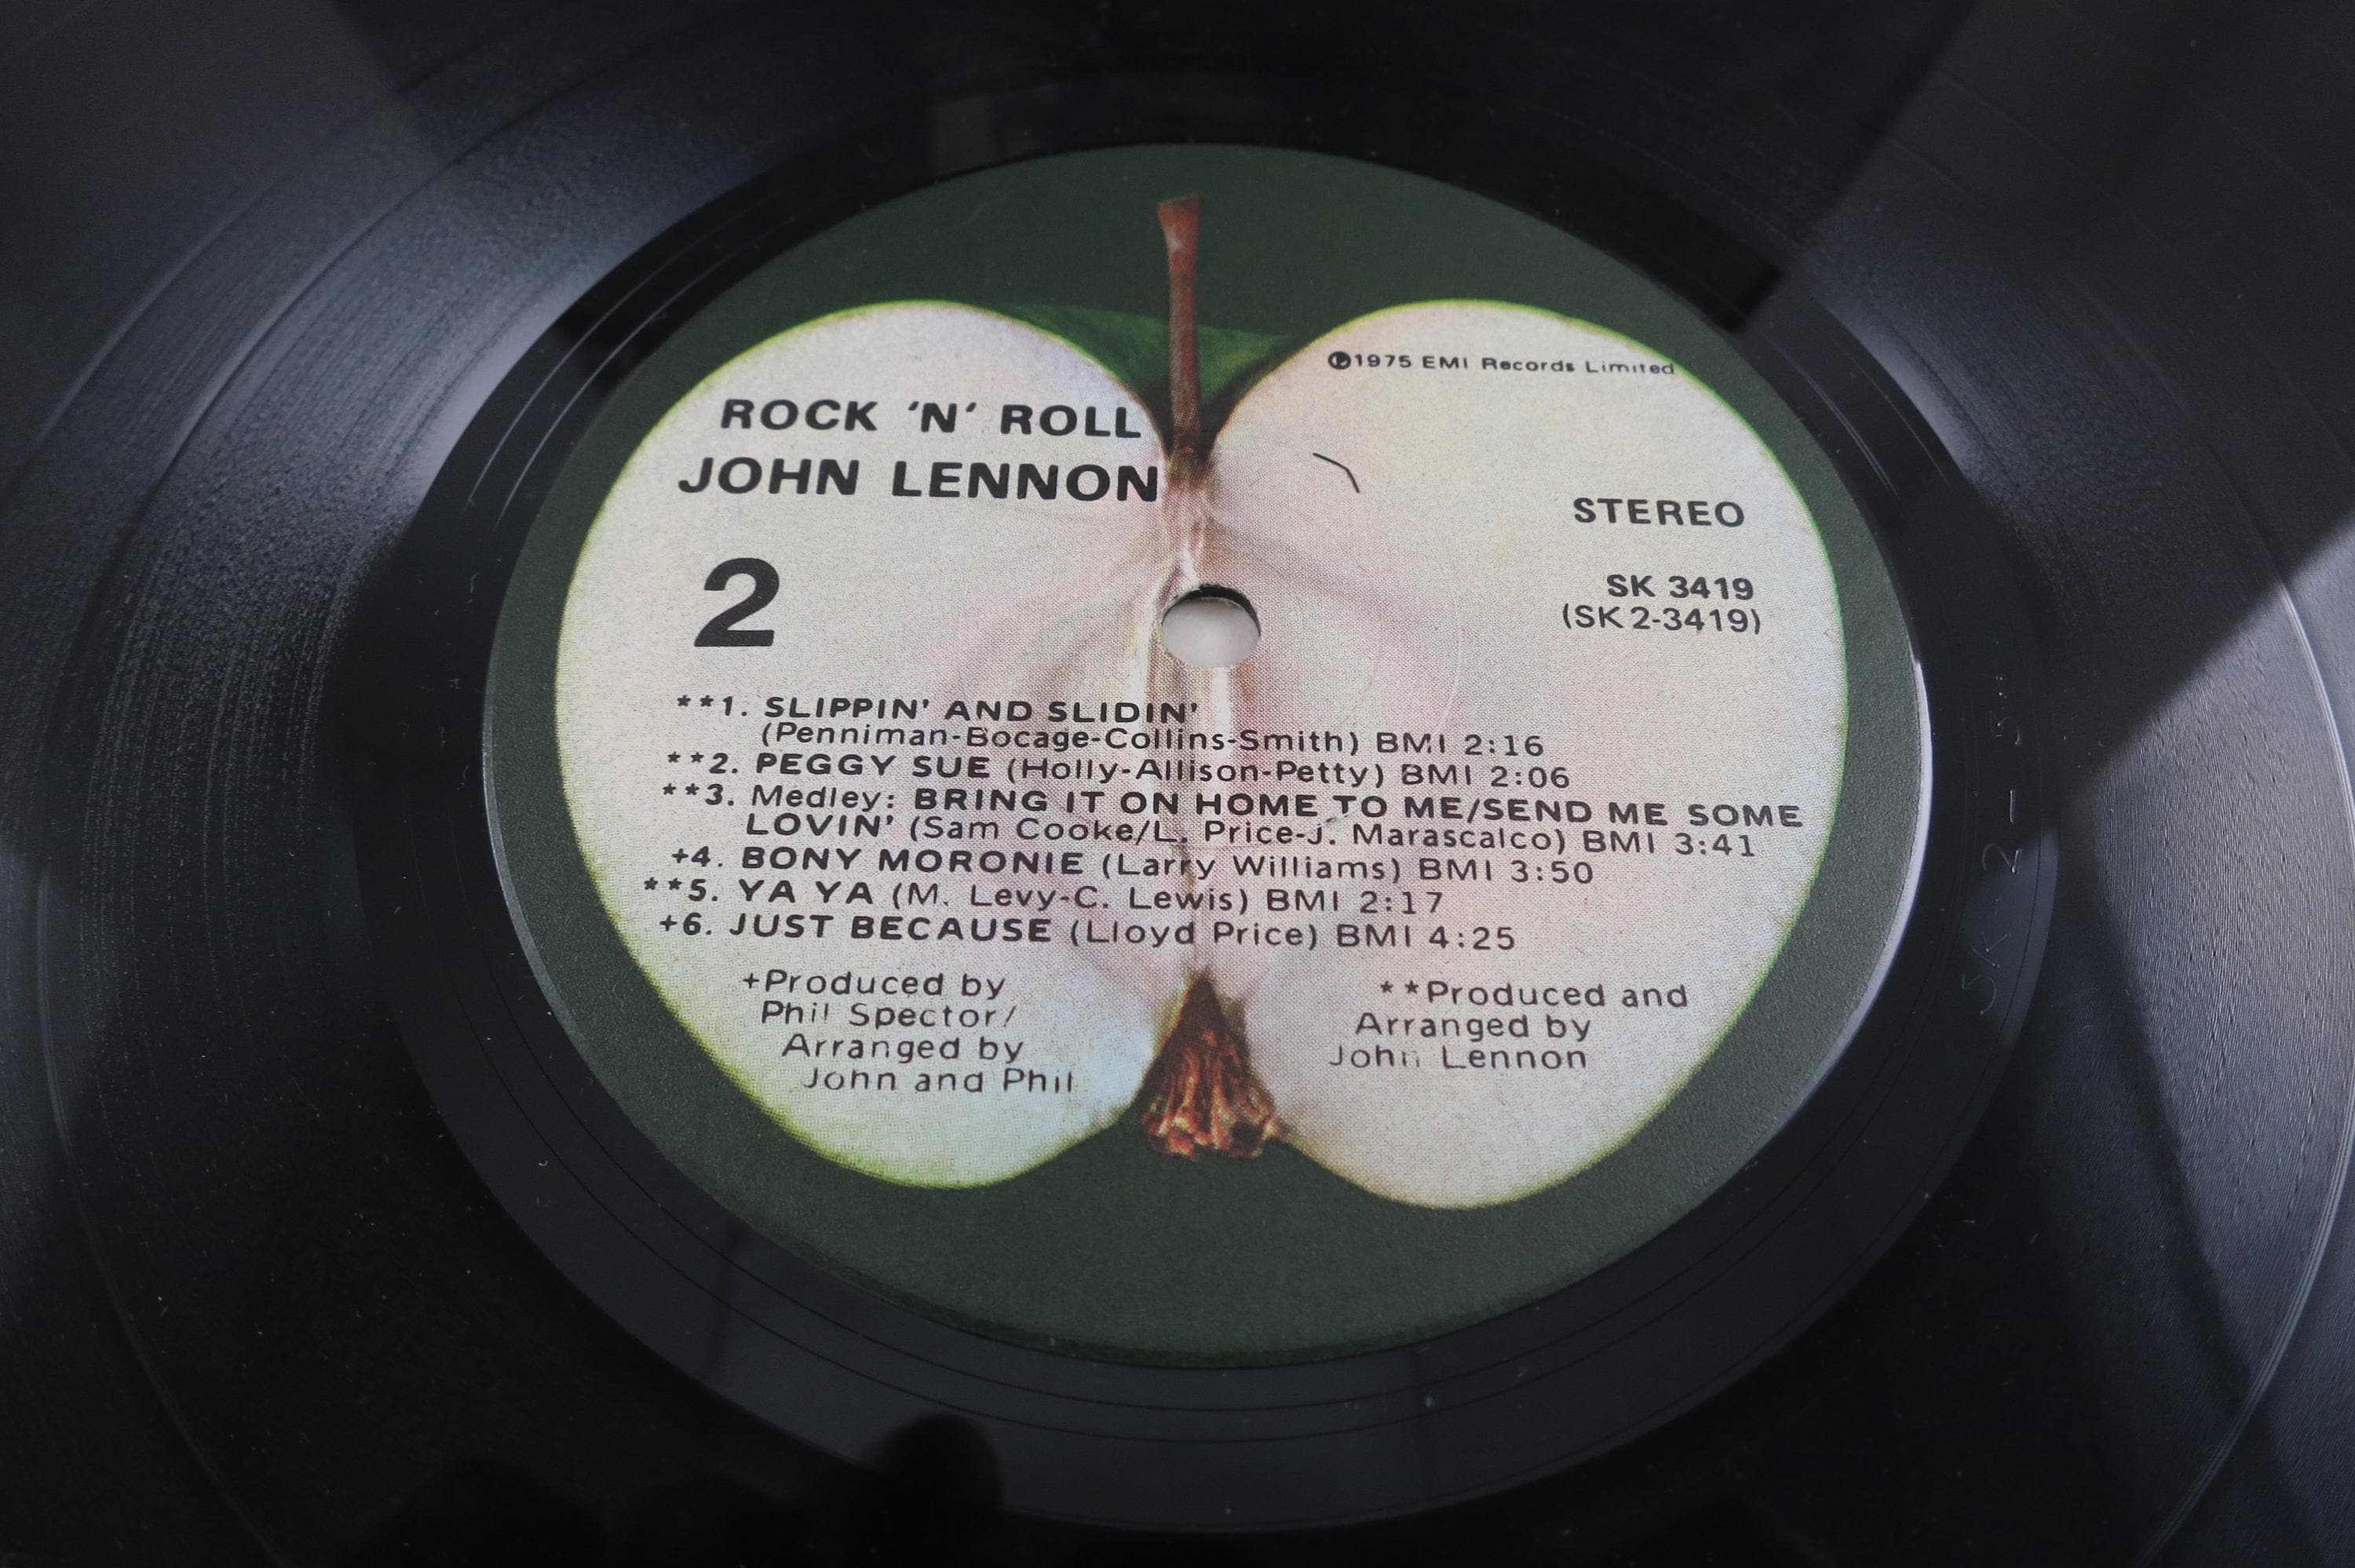 ℗1975 EMI Records Limited
ROCK 'N' ROLL
JOHN LENNON
2
STEREO
SK 3419
(SK 2-3419)
**1. SLIPPIN' AND SLIDIN'
(Penniman-Bocage-Collins-Smith) BMI 2:16
**2. PEGGY SUE (Holly-Allison-Petty) BMI 2:06
**3. Medley: BRING IT ON HOME TO ME/SEND ME SOME
LOVIN' (Sam Cooke/L. Price-J. Marascalco) BMI 3:41
+4. BONY MORONIE (Larry Williams) BMI 3:50
**5. YA YA (M. Levy-C. Lewis) BMI 2:17
+6. JUST BECAUSE (Lloyd Price) BMI 4:25
+Produced by
Phil Spector/
Arranged by
John and Phil
**Produced and
Arranged by
John Lennon